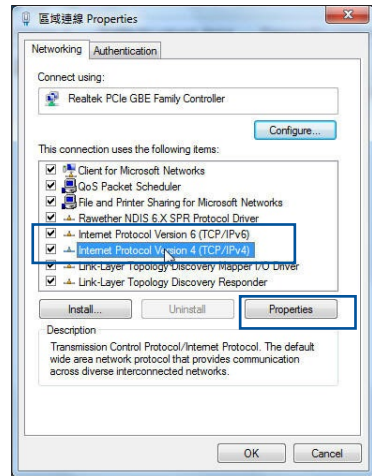 區域連線 Properties
Networking Authentication
Connect using:
Realtek PCIe GBE Family Controller
Configure...
This connection uses the following items:
Client for Microsoft Networks
QoS Packet Scheduler
File and Printer Sharing for Microsoft Networks
Rawether NDIS 6.X SPR Protocol Driver
Internet Protocol Version 6 (TCP/IPv6)
Internet Protocol Version 4 (TCP/IPv4)
Link-Layer Topology Discovery Mapper I/O Driver
Link-Layer Topology Discovery Responder
Install... Uninstall Properties
Description
Transmission Control Protocol/Internet Protocol. The default
wide area network protocol that provides communication
across diverse interconnected networks.
OK Cancel